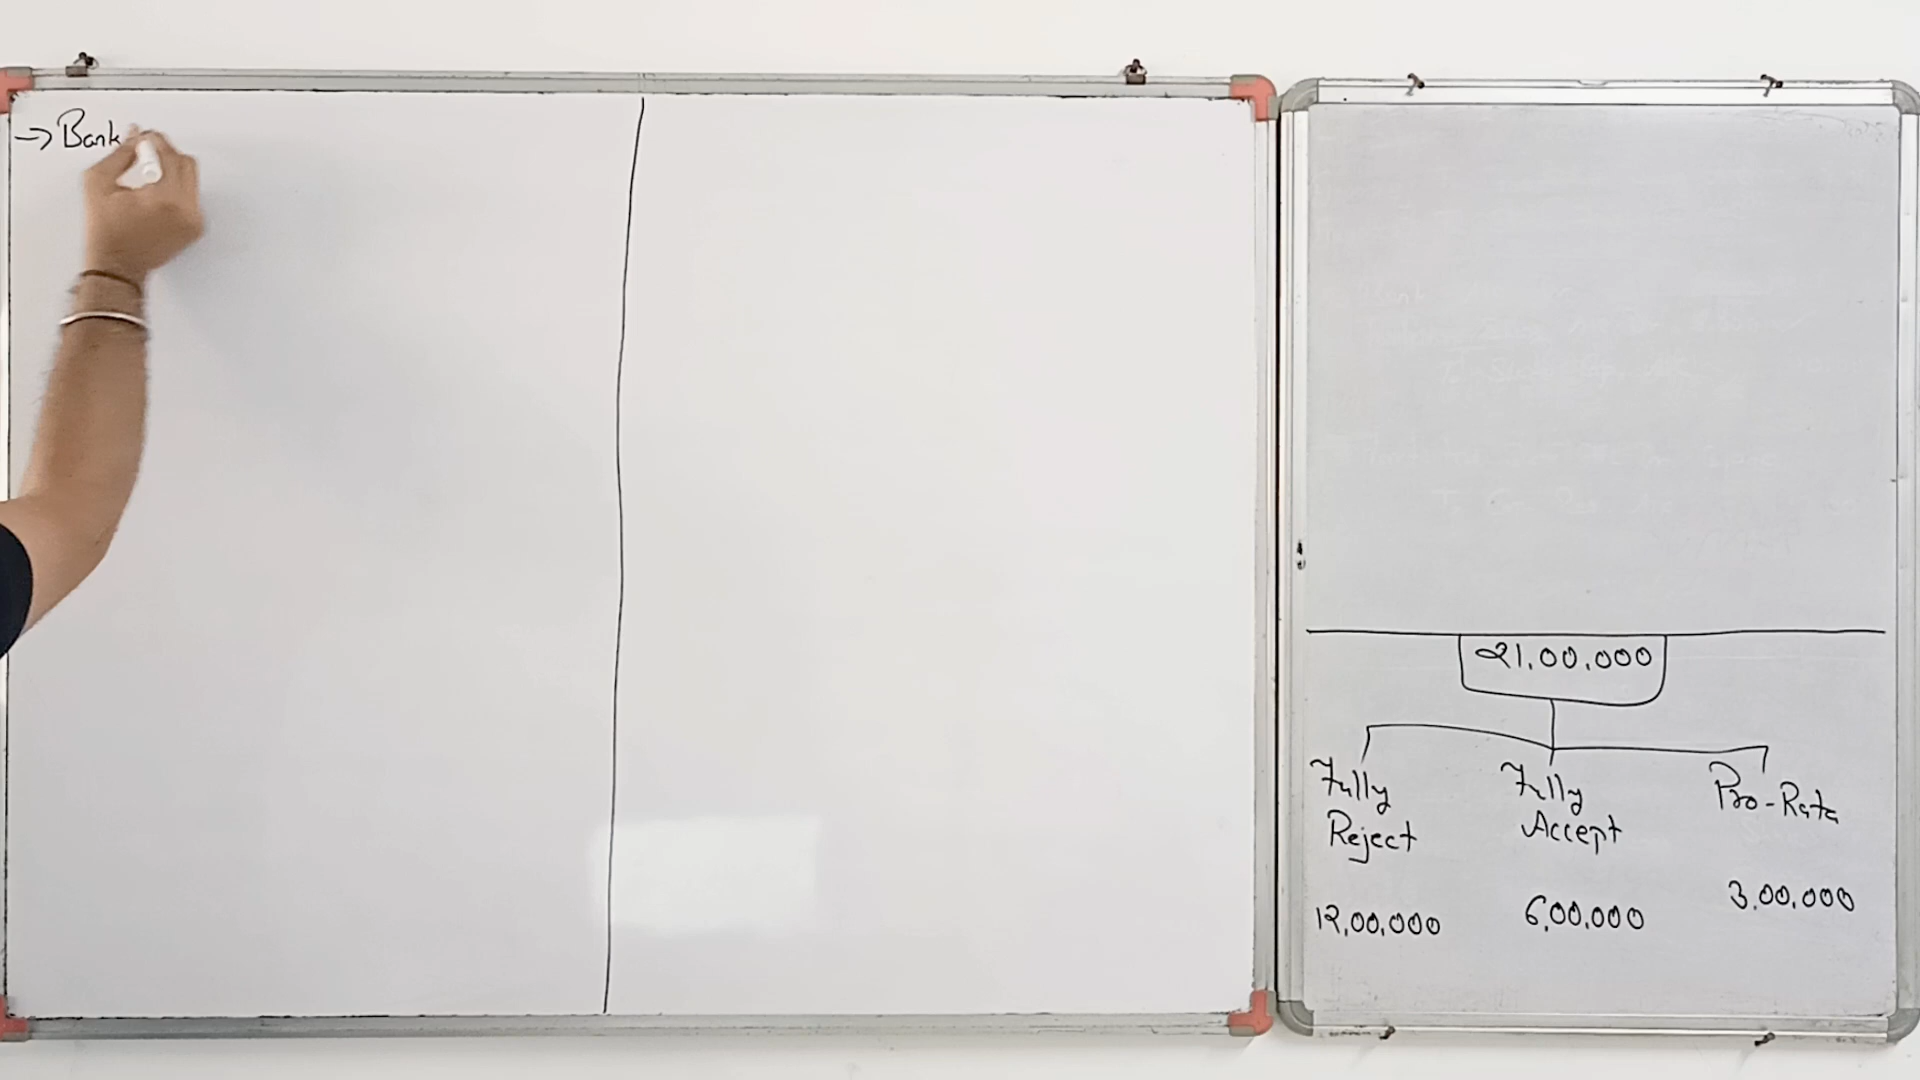 → Bank
21,00,000
Fully Reject
Fully Accept
Pro-Rata
12,00,000
6,00,000
3,00,000